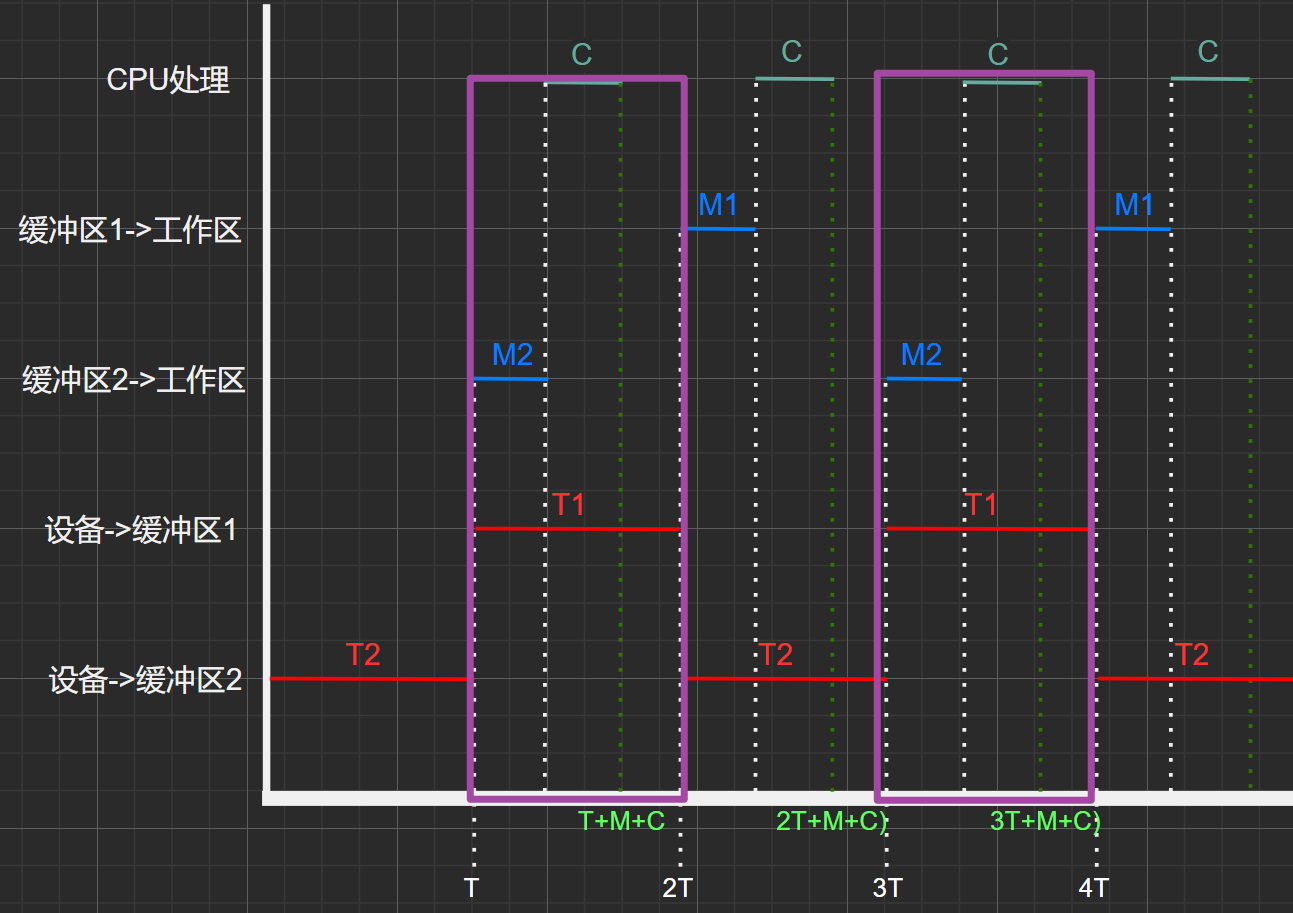 C
C
C
C
CPU处理
M1
M1
缓冲区1->工作区
M2
M2
缓冲区2->工作区
T1
T1
设备->缓冲区1
T2
T2
T2
设备->缓冲区2
T+M+C
2T+M+C)
3T+M+C)
T
2T
3T
4T